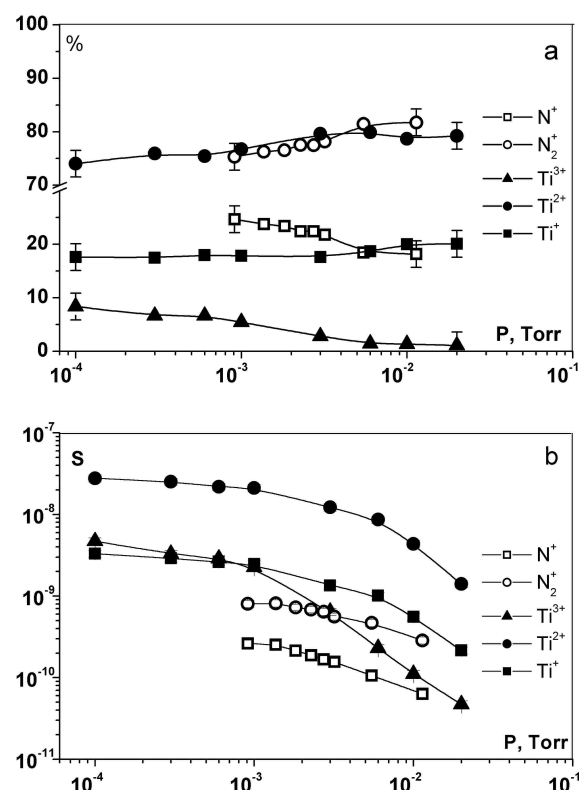 100
%
a
90
80
70
20
10
0
N⁺
N₂⁺
Ti³⁺
Ti²⁺
Ti⁺
P, Torr
10⁻⁴
10⁻³
10⁻²
10⁻¹
10⁻⁷
S
b
10⁻⁸
10⁻⁹
10⁻¹⁰
10⁻¹¹
N⁺
N₂⁺
Ti³⁺
Ti²⁺
Ti⁺
P, Torr
10⁻⁴
10⁻³
10⁻²
10⁻¹